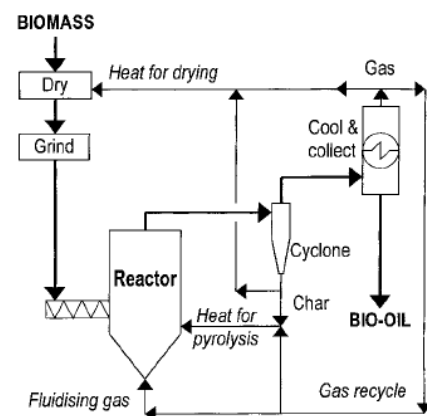 BIOMASS
Dry
Heat for drying
Gas
Grind
Cool &
collect
Cyclone
Reactor
Char
BIO-OIL
Heat for
pyrolysis
Fluidising gas
Gas recycle